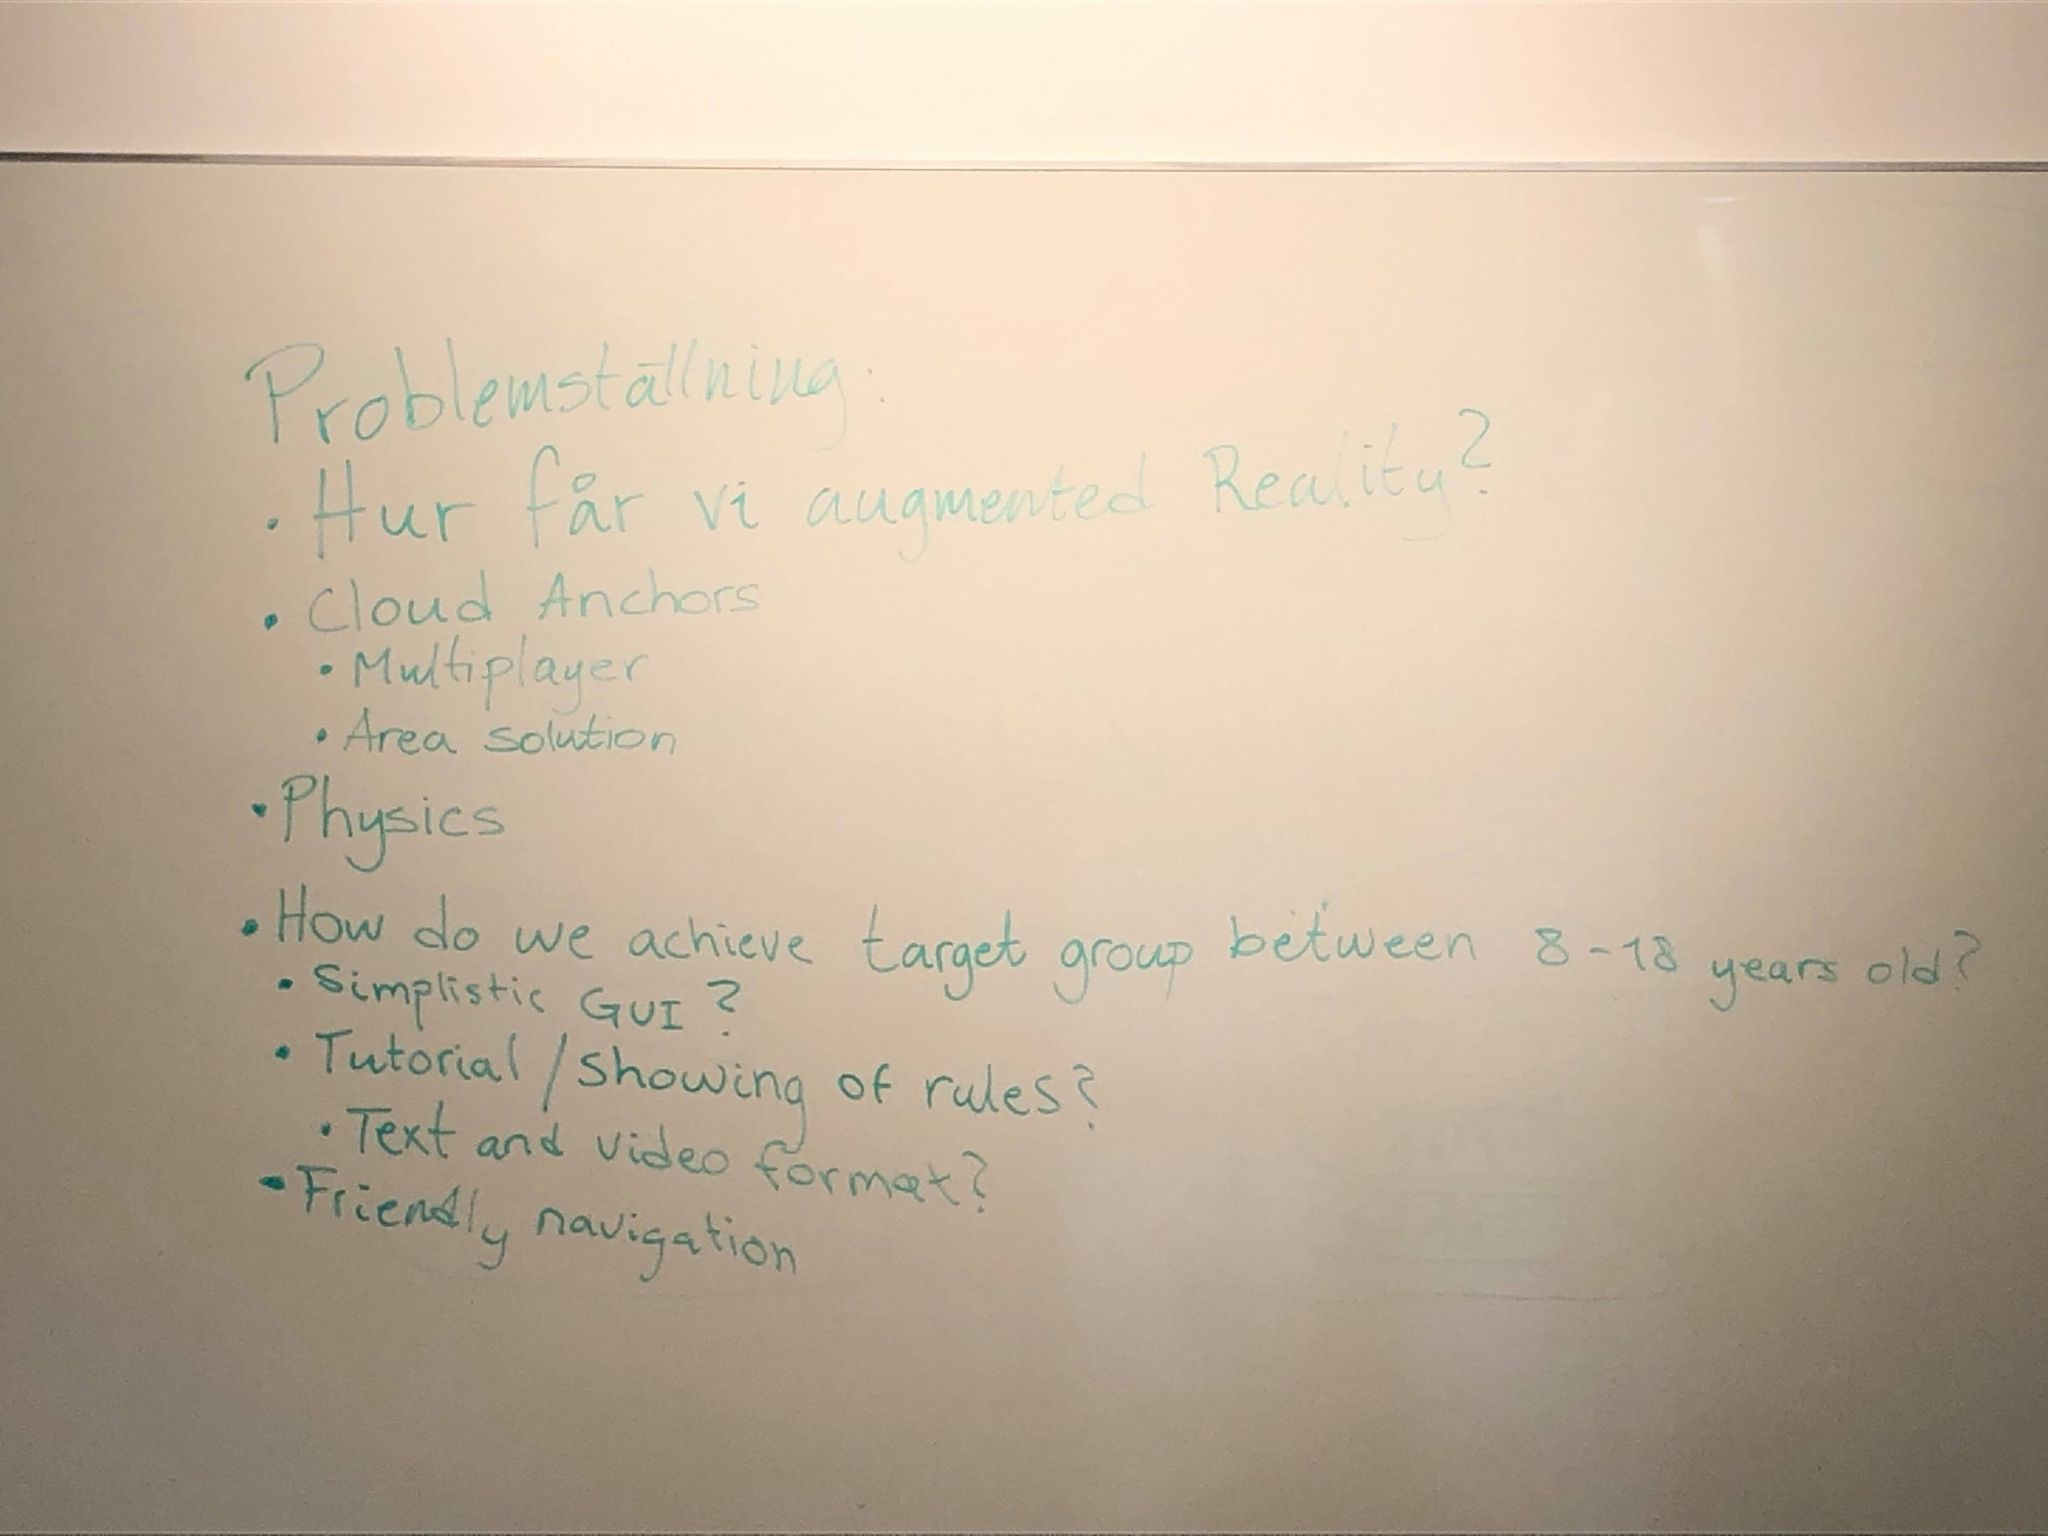 Problemställning:
• Hur får vi augmented Reality?
• Cloud Anchors
• Multiplayer
• Area solution
• Physics
• How do we achieve target group between 8-18 years old?
• Simplistic GUI?
• Tutorial / Showing of rules?
• Text and video format?
• Friendly navigation